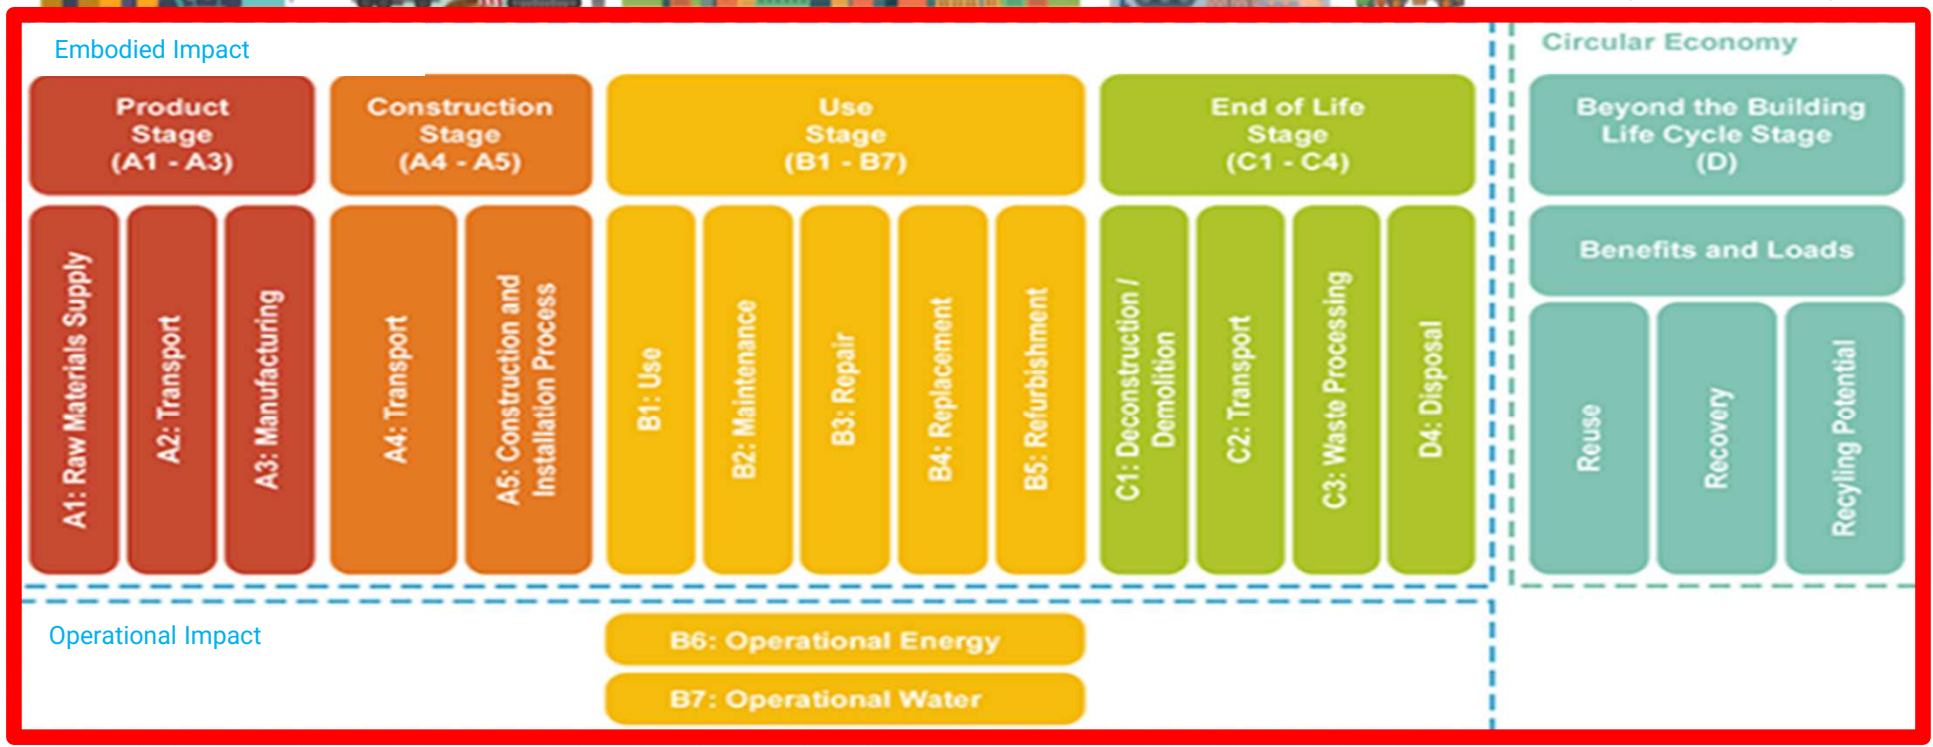 Embodied Impact
Circular Economy
Product
Stage
(A1 - A3)
Construction
Stage
(A4 - A5)
Use
Stage
(B1 - B7)
End of Life
Stage
(C1 - C4)
Beyond the Building
Life Cycle Stage
(D)
A1: Raw Materials Supply
A2: Transport
A3: Manufacturing
A4: Transport
A5: Construction and
Installation Process
B1: Use
B2: Maintenance
B3: Repair
B4: Replacement
B5: Refurbishment
C1: Deconstruction /
Demolition
C2: Transport
C3: Waste Processing
D4: Disposal
Benefits and Loads
Reuse
Recovery
Recyling Potential
Operational Impact
B6: Operational Energy
B7: Operational Water